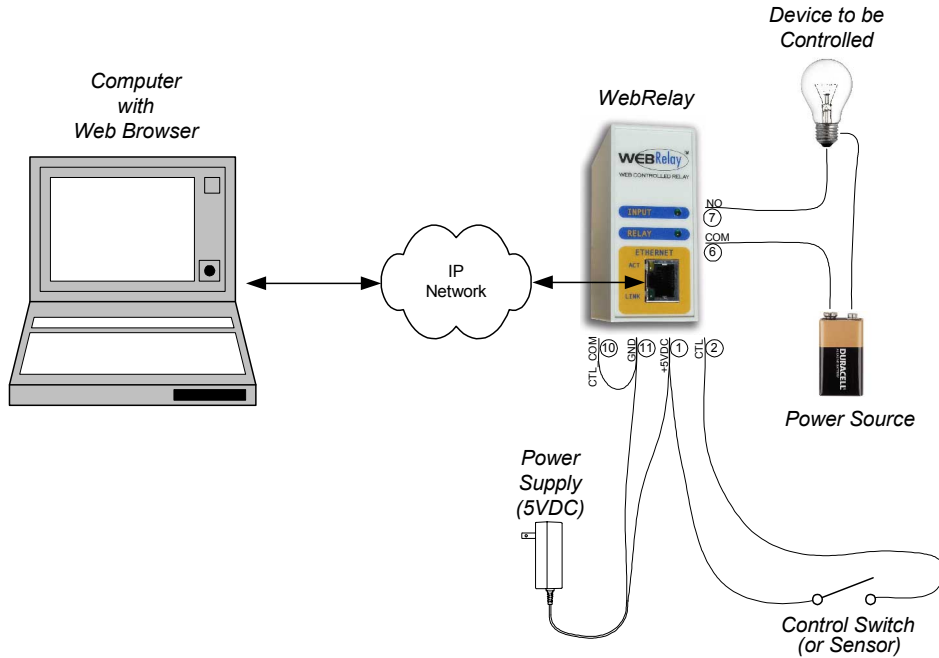 Device to be
Controlled
Computer
with
Web Browser
WebRelay
WEBRelay
WEB CONTROLLED RELAY
INPUT
RELAY
ETHERNET
ACT
LINK
NO
7
COM
6
IP
Network
CTL_COM
10
GND
11
+5VDC
1
CTL
2
DURACELL
Power Source
Power
Supply
(5VDC)
Control Switch
(or Sensor)